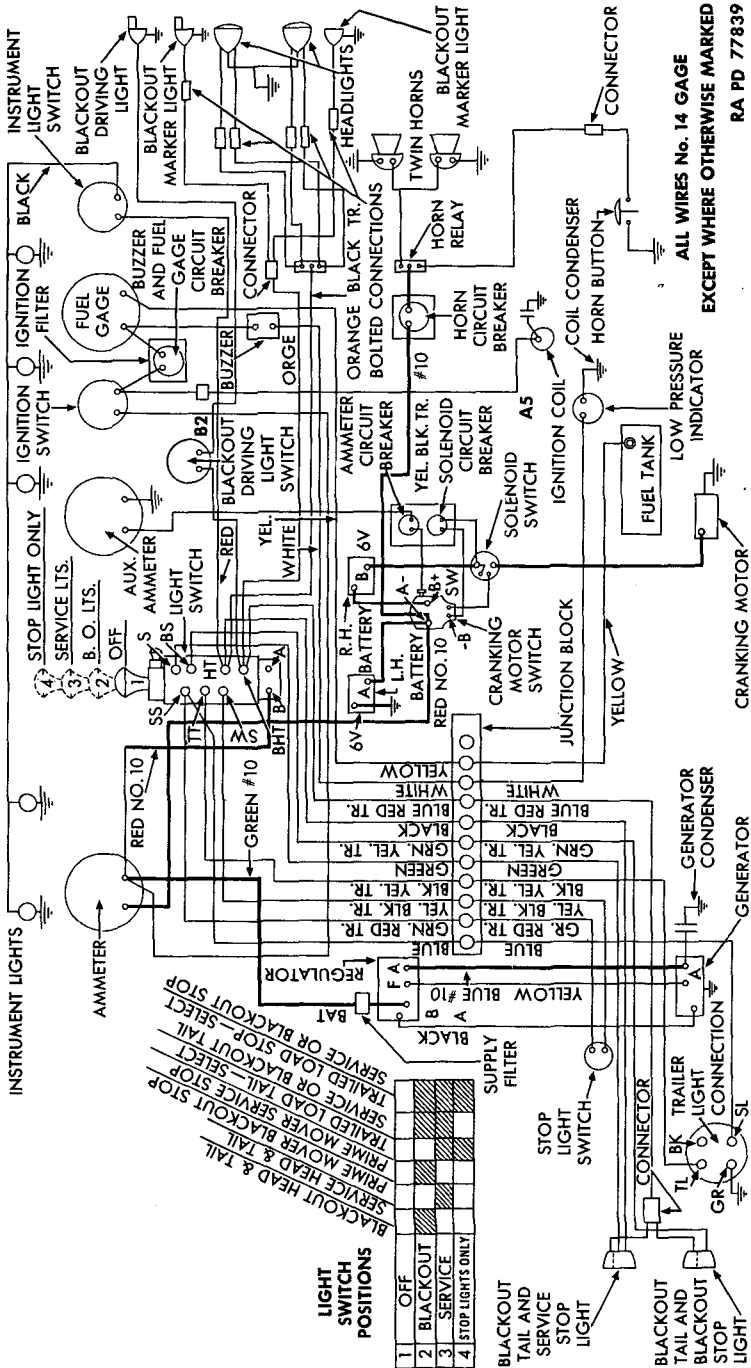 INSTRUMENT LIGHTS
AMMETER
RED NO. 10
GREEN #10
STOP LIGHT ONLY
SERVICE LTS.
B. O. LTS.
OFF
4
3
2
1
S
BS
LIGHT
SWITCH
SS
TT
HT
SW
BHT
B
A
AUX.
AMMETER
IGNITION
SWITCH
IGNITION
FILTER
FUEL
GAGE
BUZZER
AND FUEL
GAGE
CIRCUIT
BREAKER
BLACK
INSTRUMENT
LIGHT
SWITCH
BLACKOUT
DRIVING
LIGHT
BLACKOUT
MARKER LIGHT
HEADLIGHTS
BLACKOUT
MARKER LIGHT
B2
BLACKOUT
DRIVING
LIGHT
SWITCH
BUZZER
ORGE
CONNECTOR
RED
YEL.
WHITE
ORANGE
BLACK TR.
BOLTED CONNECTIONS
TWIN HORNS
HORN
RELAY
HORN
CIRCUIT
BREAKER
#10
CONNECTOR
HORN BUTTON
COIL CONDENSER
IGNITION COIL
A5
AMMETER
CIRCUIT
BREAKER
YEL. BLK. TR.
SOLENOID
CIRCUIT
BREAKER
SOLENOID
SWITCH
R.H.
BATTERY
6V
B
A-
B+
SW
-B
L.H.
BATTERY
6V
A
RED NO. 10
CRANKING
MOTOR
SWITCH
JUNCTION BLOCK
YELLOW
FUEL TANK
LOW PRESSURE
INDICATOR
CRANKING MOTOR
YELLOW
WHITE
BLUE RED TR.
BLACK
GRN. YEL. TR.
GREEN
BLK. YEL. TR.
YEL. BLK. TR.
GRN. RED TR.
BLUE
WHITE
BLUE RED TR.
BLACK
GRN. YEL. TR.
GREEN
BLK. YEL. TR.
YEL. BLK. TR.
GR. RED TR.
BLUE
REGULATOR
F A
B
A
BAT
SUPPLY
FILTER
BLACK
YELLOW
BLUE #10
GENERATOR
CONDENSER
A
GENERATOR
STOP
LIGHT
SWITCH
CONNECTOR
TRAILER
LIGHT
CONNECTION
BK
TL
GR
SL
BLACKOUT
TAIL AND
SERVICE
STOP
LIGHT
BLACKOUT
TAIL AND
BLACKOUT
STOP
LIGHT
LIGHT
SWITCH
POSITIONS
BLACKOUT HEAD & TAIL
SERVICE HEAD & TAIL
PRIME MOVER BLACKOUT STOP
PRIME MOVER SERVICE STOP
TRAILED LOAD TAIL—SELECT
SERVICE OR BLACKOUT TAIL
TRAILED LOAD STOP—SELECT
SERVICE OR BLACKOUT STOP
1 OFF
2 BLACKOUT
3 SERVICE
4 STOP LIGHTS ONLY
ALL WIRES No. 14 GAGE
EXCEPT WHERE OTHERWISE MARKED
RA PD 77839